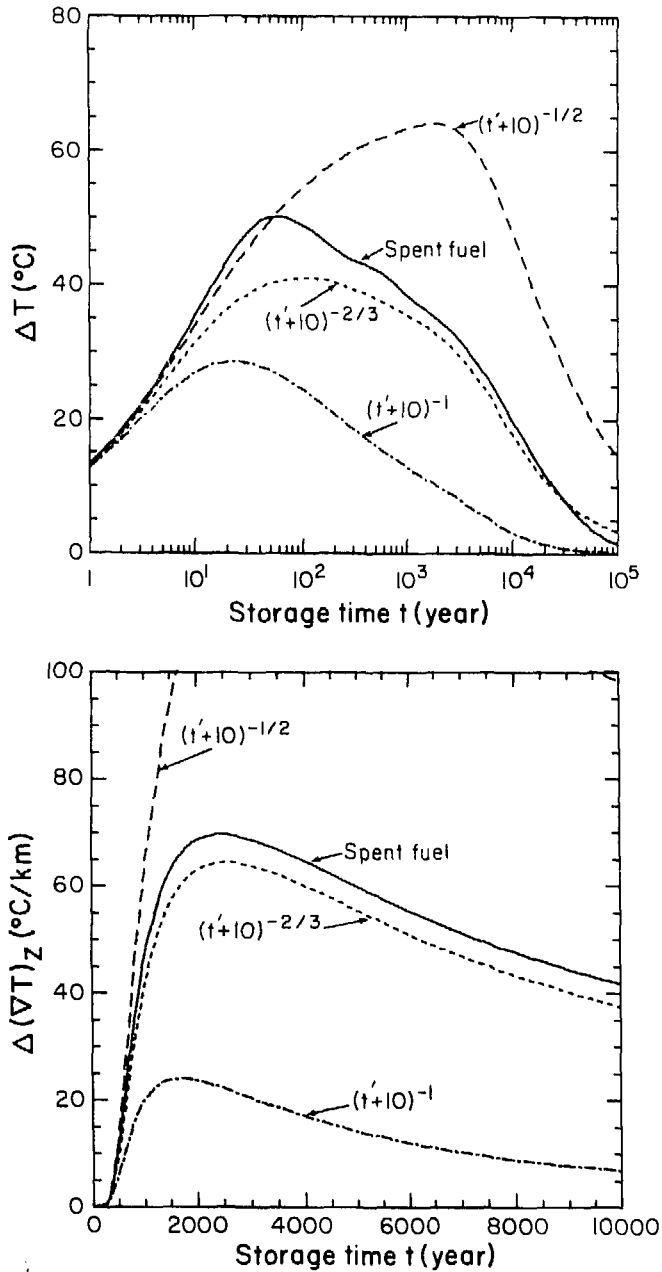 80
60
40
20
0
ΔT (°C)
(t'+10)^{-1/2}
Spent fuel
(t'+10)^{-2/3}
(t'+10)^{-1}
1 10^1 10^2 10^3 10^4 10^5
Storage time t (year)
100
80
60
40
20
0
Δ(∇T)_Z (°C/km)
(t'+10)^{-1/2}
Spent fuel
(t'+10)^{-2/3}
(t'+10)^{-1}
0 2000 4000 6000 8000 10000
Storage time t (year)